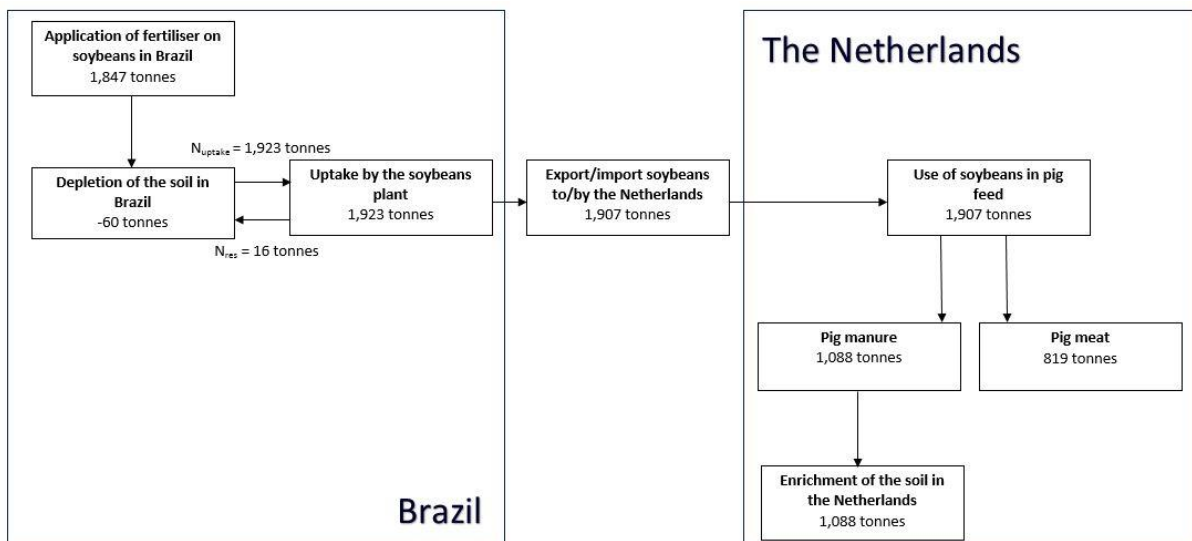 Application of fertiliser on
soybeans in Brazil
1,847 tonnes
The Netherlands
N_uptake = 1,923 tonnes
Depletion of the soil in
Brazil
-60 tonnes
Uptake by the soybeans
plant
1,923 tonnes
Export/import soybeans
to/by the Netherlands
1,907 tonnes
Use of soybeans in pig
feed
1,907 tonnes
N_res = 16 tonnes
Pig manure
1,088 tonnes
Pig meat
819 tonnes
Enrichment of the soil in
the Netherlands
1,088 tonnes
Brazil